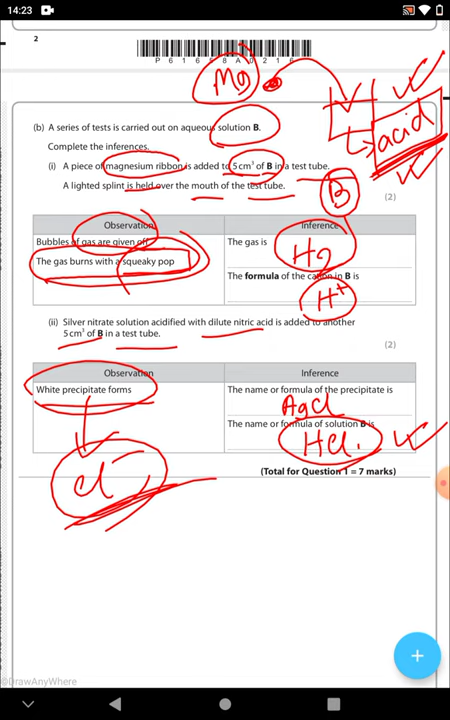 14:23
2
P 6 1 6 5 8 A 0 2 1 6
Mg
(b) A series of tests is carried out on aqueous solution B.
acid
Complete the inferences.
(i) A piece of magnesium ribbon is added to 5 cm³ of B in a test tube.
A lighted splint is held over the mouth of the test tube.
B
(2)
Observation Inference
Bubbles of gas are given off The gas is
H2
The gas burns with a squeaky pop
The formula of the cation in B is
H+
(ii) Silver nitrate solution acidified with dilute nitric acid is added to another
5 cm³ of B in a test tube.
(2)
Observation Inference
White precipitate forms The name or formula of the precipitate is
AgCl
The name or formula of solution B is
HCl.
Cl-
(Total for Question 1 = 7 marks)
+
@DrawAnyWhere